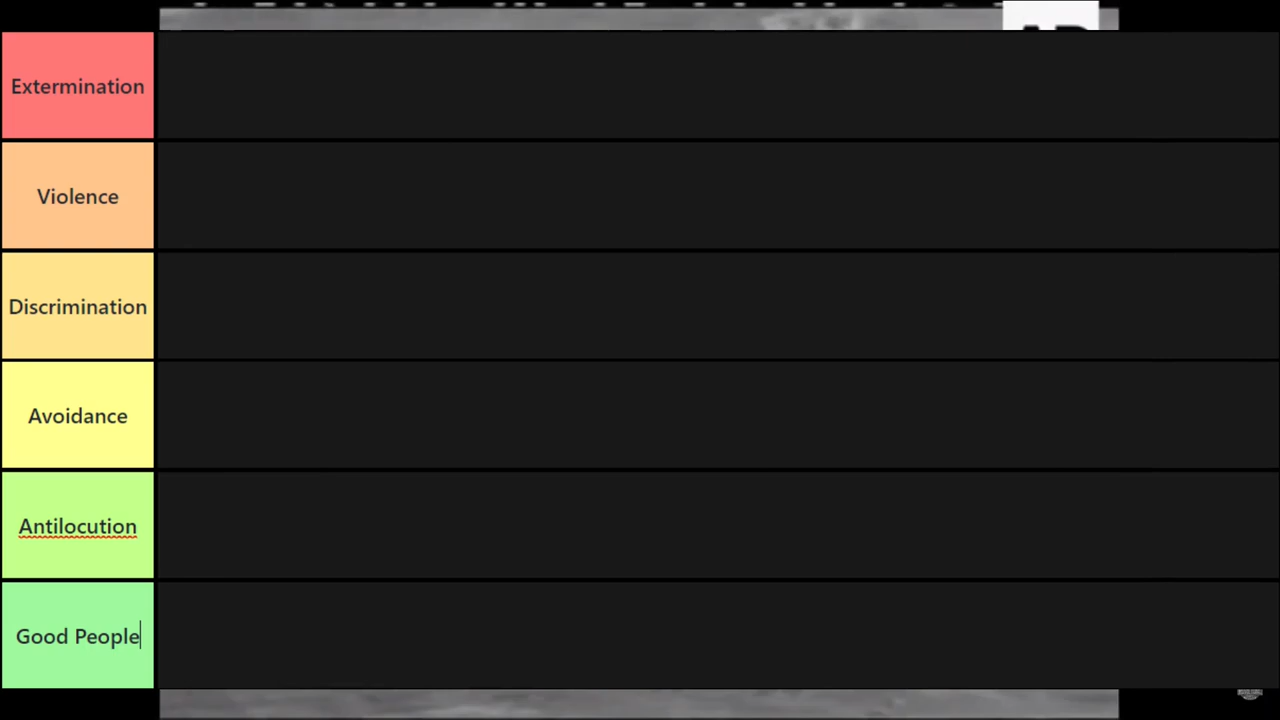 Extermination
Violence
Discrimination
Avoidance
Antilocution
Good People